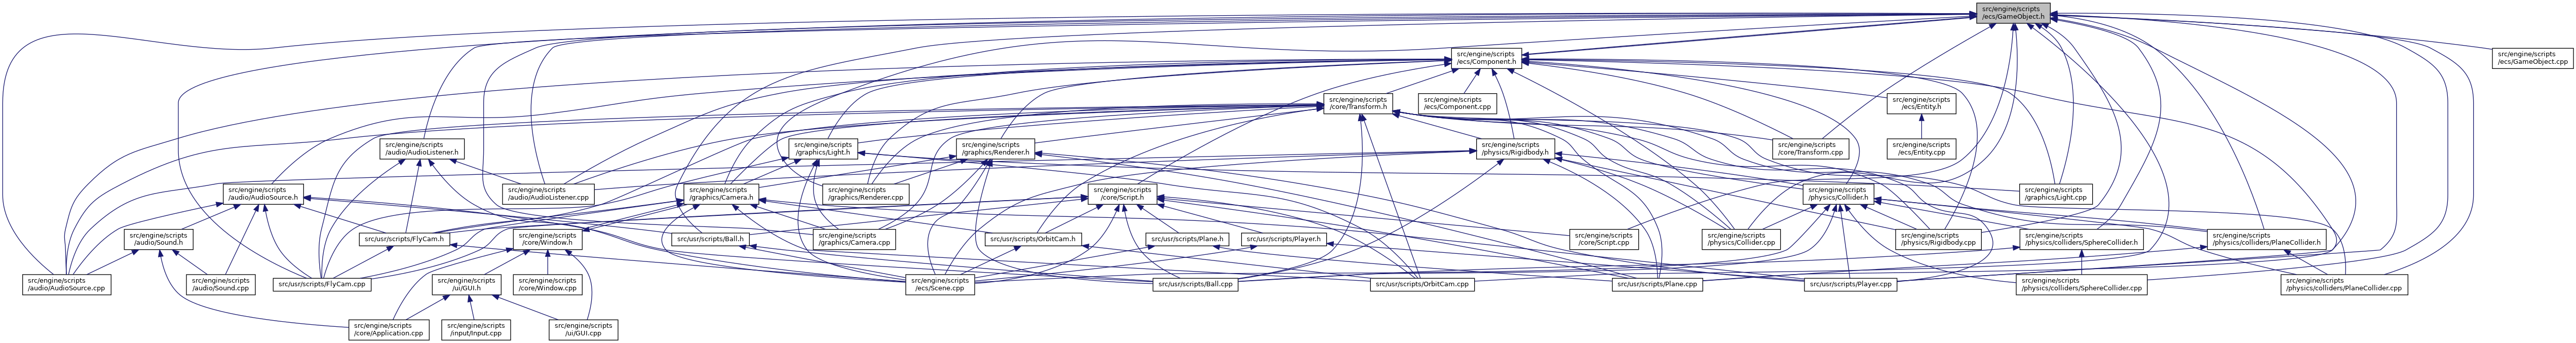 src/engine/scripts
/ecs/GameObject.h
src/engine/scripts
/ecs/Component.h
src/engine/scripts
/ecs/GameObject.cpp
src/engine/scripts
/core/Transform.h
src/engine/scripts
/ecs/Component.cpp
src/engine/scripts
/ecs/Entity.h
src/engine/scripts
/audio/AudioListener.h
src/engine/scripts
/graphics/Light.h
src/engine/scripts
/graphics/Renderer.h
src/engine/scripts
/physics/Rigidbody.h
src/engine/scripts
/core/Transform.cpp
src/engine/scripts
/ecs/Entity.cpp
src/engine/scripts
/audio/AudioSource.h
src/engine/scripts
/audio/AudioListener.cpp
src/engine/scripts
/graphics/Camera.h
src/engine/scripts
/graphics/Renderer.cpp
src/engine/scripts
/core/Script.h
src/engine/scripts
/physics/Collider.h
src/engine/scripts
/graphics/Light.cpp
src/engine/scripts
/audio/Sound.h
src/usr/scripts/FlyCam.h
src/engine/scripts
/core/Window.h
src/usr/scripts/Ball.h
src/engine/scripts
/graphics/Camera.cpp
src/usr/scripts/OrbitCam.h
src/usr/scripts/Plane.h
src/usr/scripts/Player.h
src/engine/scripts
/core/Script.cpp
src/engine/scripts
/physics/Collider.cpp
src/engine/scripts
/physics/Rigidbody.cpp
src/engine/scripts
/physics/colliders/SphereCollider.h
src/engine/scripts
/physics/colliders/PlaneCollider.h
src/engine/scripts
/audio/AudioSource.cpp
src/engine/scripts
/audio/Sound.cpp
src/usr/scripts/FlyCam.cpp
src/engine/scripts
/ui/GUI.h
src/engine/scripts
/core/Window.cpp
src/engine/scripts
/ecs/Scene.cpp
src/usr/scripts/Ball.cpp
src/usr/scripts/OrbitCam.cpp
src/usr/scripts/Plane.cpp
src/usr/scripts/Player.cpp
src/engine/scripts
/physics/colliders/SphereCollider.cpp
src/engine/scripts
/physics/colliders/PlaneCollider.cpp
src/engine/scripts
/core/Application.cpp
src/engine/scripts
/input/Input.cpp
src/engine/scripts
/ui/GUI.cpp